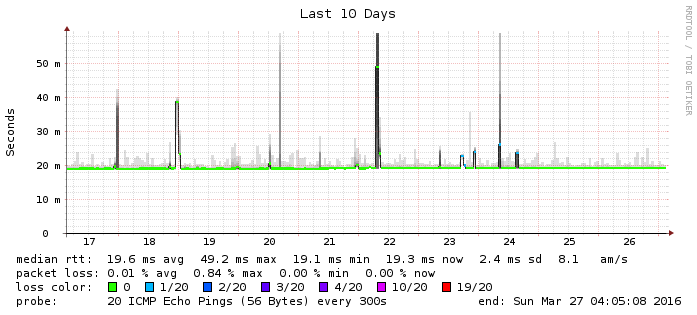 Last 10 Days
RRDTOOL / TOBI OETIKER
Seconds
50 m
40 m
30 m
20 m
10 m
0
17 18 19 20 21 22 23 24 25 26
median rtt: 19.6 ms avg 49.2 ms max 19.1 ms min 19.3 ms now 2.4 ms sd 8.1 am/s
packet loss: 0.01 % avg 0.84 % max 0.00 % min 0.00 % now
loss color: 0 1/20 2/20 3/20 4/20 10/20 19/20
probe: 20 ICMP Echo Pings (56 Bytes) every 300s end: Sun Mar 27 04:05:08 2016